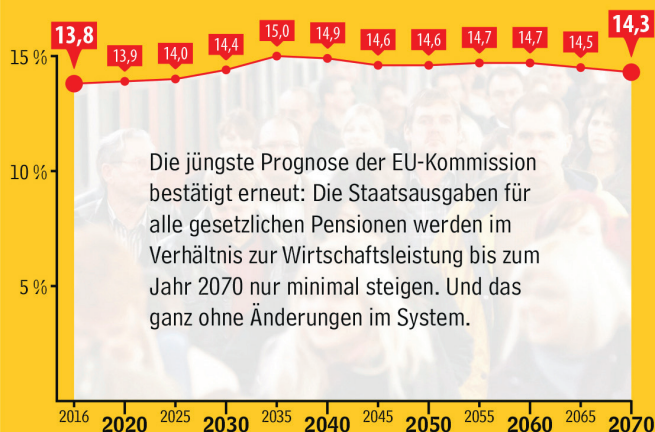 13,8 13,9 14,0 14,4 15,0 14,9 14,6 14,6 14,7 14,7 14,5 14,3
15 %
10 %
5 %
Die jüngste Prognose der EU-Kommission
bestätigt erneut: Die Staatsausgaben für
alle gesetzlichen Pensionen werden im
Verhältnis zur Wirtschaftsleistung bis zum
Jahr 2070 nur minimal steigen. Und das
ganz ohne Änderungen im System.
2016 2020 2025 2030 2035 2040 2045 2050 2055 2060 2065 2070